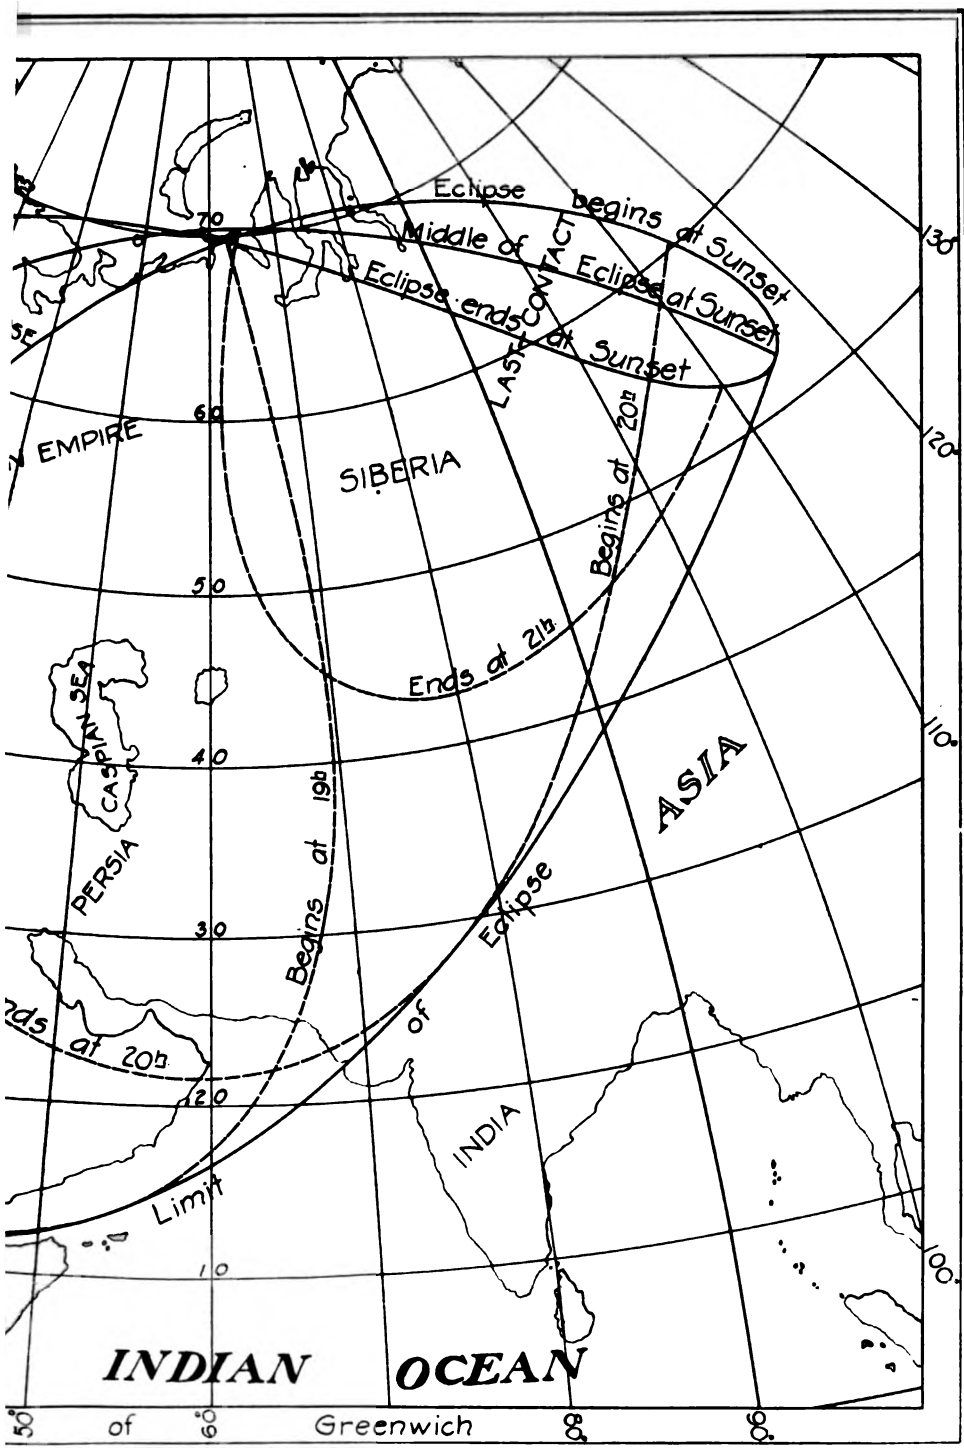 Eclipse begins at Sunset
70
Middle of Eclipse at Sunset
130°
Eclipse ends at Sunset
LAST CONTACT
SE
60
20h
120°
EMPIRE
SIBERIA
Begins at
50
Ends at 21h
CASPIAN SEA
110°
40
19h
ASIA
PERSIA
Begins at
Eclipse
30
of
nds at 20h
20
INDIA
Limit
100°
10
INDIAN OCEAN
50° of 60° Greenwich 80° 90°